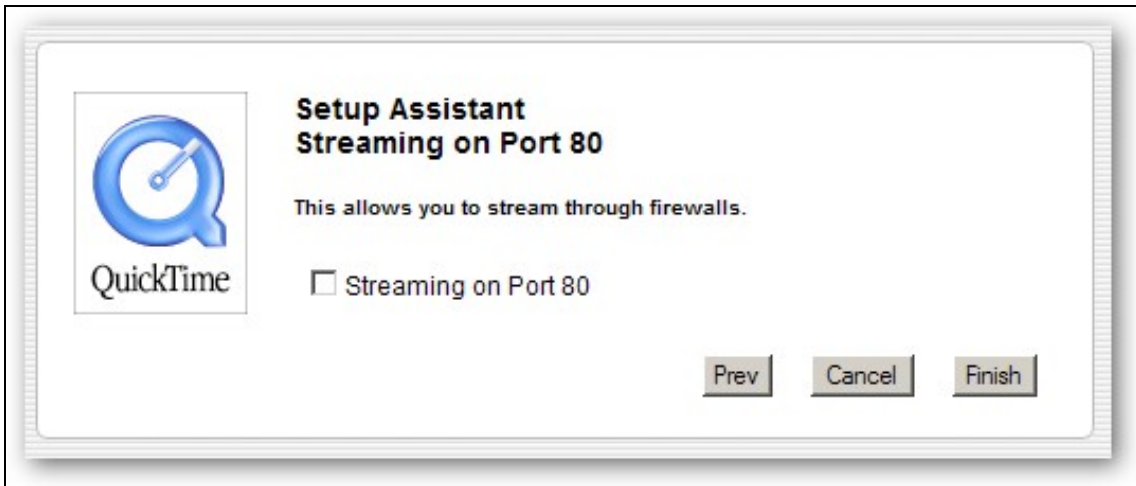 Setup Assistant
Streaming on Port 80
This allows you to stream through firewalls.
QuickTime
Streaming on Port 80
Prev Cancel Finish